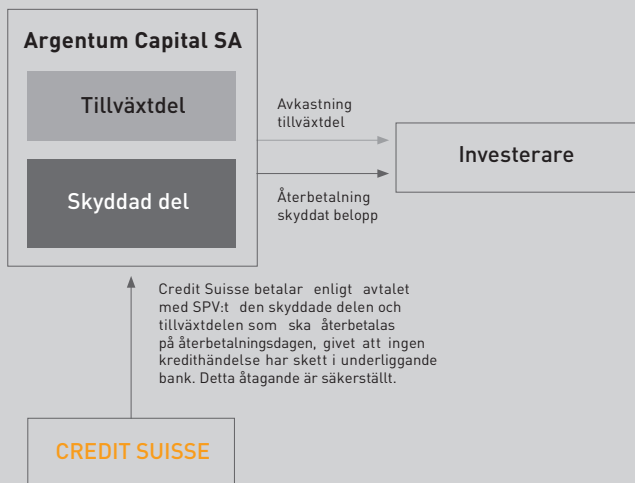 Argentum Capital SA
Tillväxtdel
Skyddad del
Avkastning
tillväxtdel
Återbetalning
skyddat belopp
Investerare
Credit Suisse betalar enligt avtalet
med SPV:t den skyddade delen och
tillväxtdelen som ska återbetalas
på återbetalningsdagen, givet att ingen
kredithändelse har skett i underliggande
bank. Detta åtagande är säkerställt.
CREDIT SUISSE